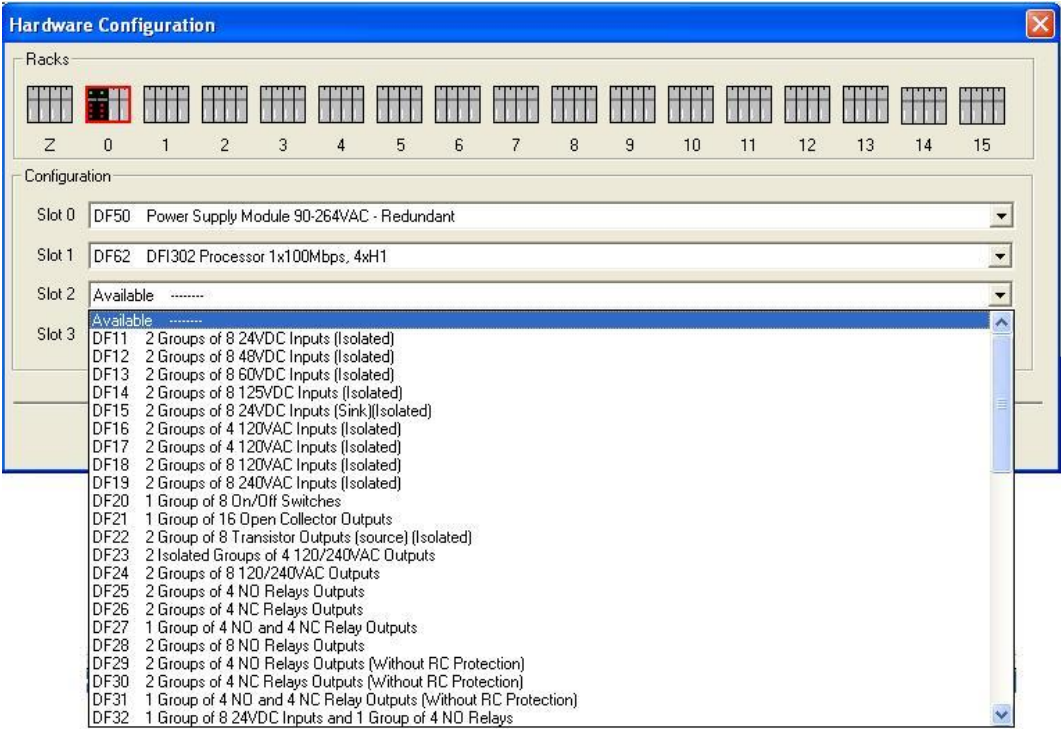 Hardware Configuration
Racks
Z 0 1 2 3 4 5 6 7 8 9 10 11 12 13 14 15
Configuration
Slot 0 DF50 Power Supply Module 90-264VAC - Redundant
Slot 1 DF62 DFI302 Processor 1x100Mbps, 4xH1
Slot 2 Available --------
Slot 3
Available --------
DF11 2 Groups of 8 24VDC Inputs (Isolated)
DF12 2 Groups of 8 48VDC Inputs (Isolated)
DF13 2 Groups of 8 60VDC Inputs (Isolated)
DF14 2 Groups of 8 125VDC Inputs (Isolated)
DF15 2 Groups of 8 24VDC Inputs (Sink)(Isolated)
DF16 2 Groups of 4 120VAC Inputs (Isolated)
DF17 2 Groups of 4 120VAC Inputs (Isolated)
DF18 2 Groups of 8 120VAC Inputs (Isolated)
DF19 2 Groups of 8 240VAC Inputs (Isolated)
DF20 1 Group of 8 On/Off Switches
DF21 1 Group of 16 Open Collector Outputs
DF22 2 Group of 8 Transistor Outputs (source) (Isolated)
DF23 2 Isolated Groups of 4 120/240VAC Outputs
DF24 2 Groups of 8 120/240VAC Outputs
DF25 2 Groups of 4 NO Relays Outputs
DF26 2 Groups of 4 NC Relays Outputs
DF27 1 Group of 4 NO and 4 NC Relay Outputs
DF28 2 Groups of 8 NO Relays Outputs
DF29 2 Groups of 4 NO Relays Outputs (Without RC Protection)
DF30 2 Groups of 4 NC Relays Outputs (Without RC Protection)
DF31 1 Group of 4 NO and 4 NC Relay Outputs (Without RC Protection)
DF32 1 Group of 8 24VDC Inputs and 1 Group of 4 NO Relays